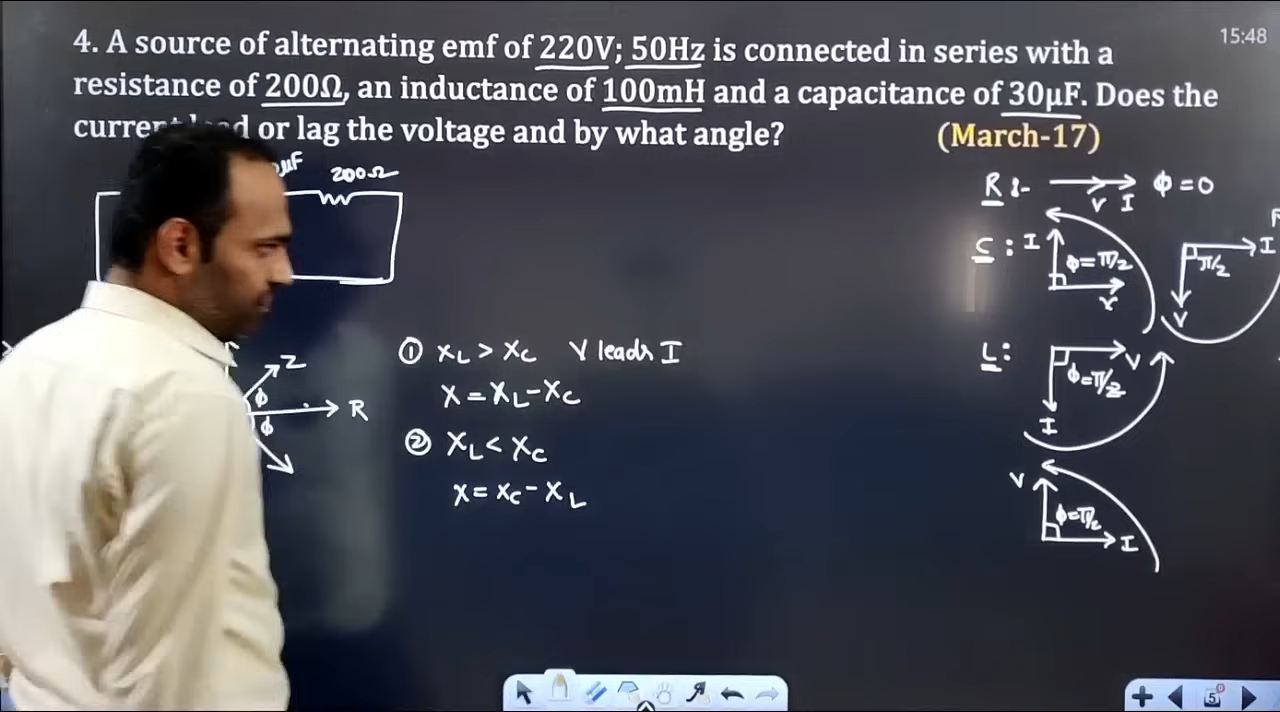 15:48
4. A source of alternating emf of 220V; 50Hz is connected in series with a
resistance of 200Ω, an inductance of 100mH and a capacitance of 30μF. Does the
or lag the voltage and by what angle? (March-17)
μF 200Ω
R :- V I ϕ = 0
C : I ϕ = π/2 V
π/2 I V
L : V ϕ = π/2 I
V ϕ = π/2 I
Z ϕ R
ϕ
① XL > XC V leads I
X = XL - XC
② XL < XC
X = XC - XL
5